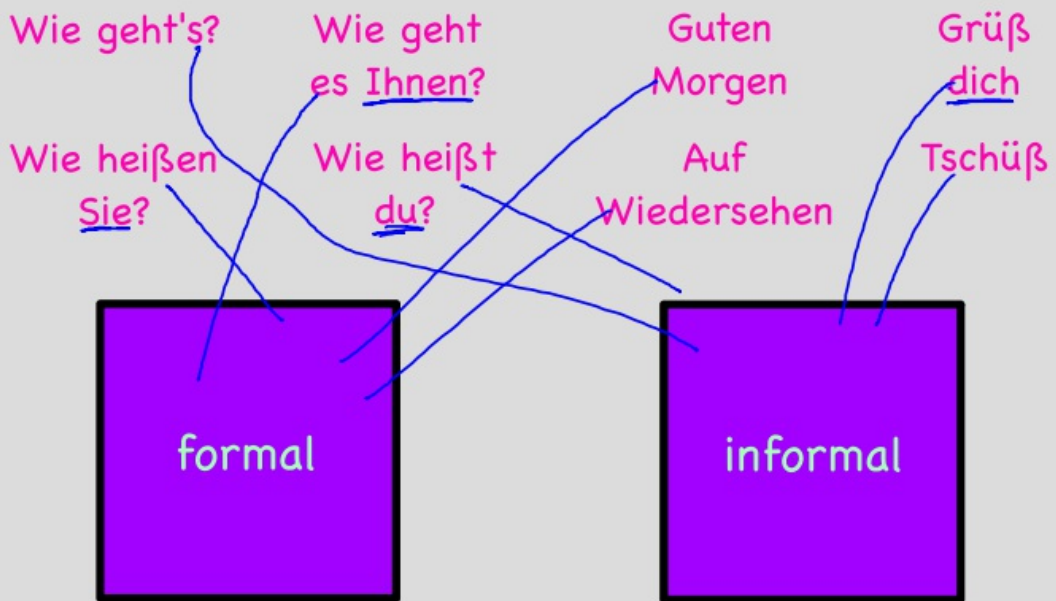 Wie geht's?
Wie geht
es Ihnen?
Guten
Morgen
Grüß
dich
Wie heißen
Sie?
Wie heißt
du?
Auf
Wiedersehen
Tschüß
formal
informal